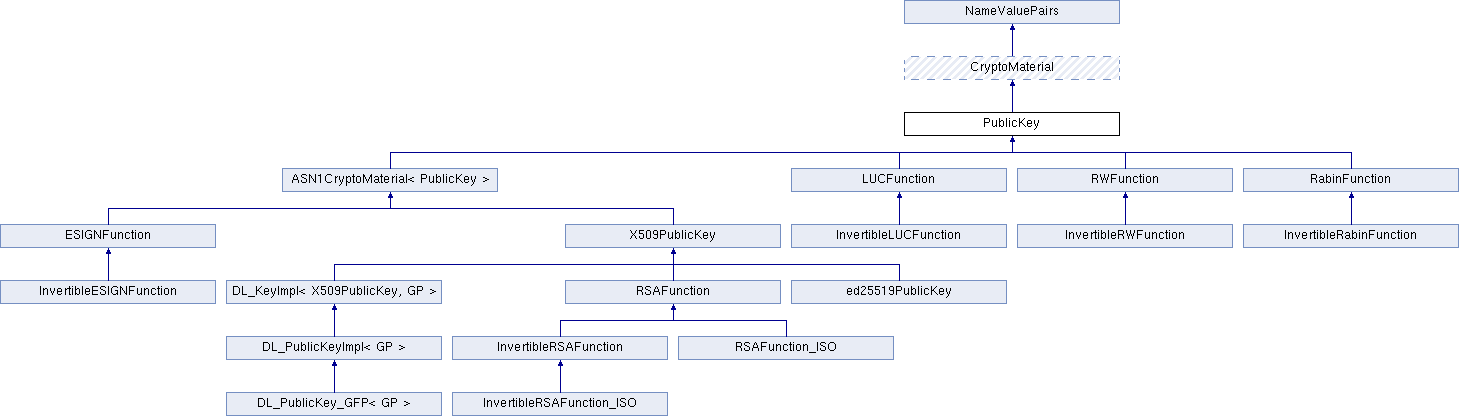 NameValuePairs
CryptoMaterial
PublicKey
ASN1CryptoMaterial< PublicKey >
LUCFunction
RWFunction
RabinFunction
ESIGNFunction
X509PublicKey
InvertibleLUCFunction
InvertibleRWFunction
InvertibleRabinFunction
InvertibleESIGNFunction
DL_KeyImpl< X509PublicKey, GP >
RSAFunction
ed25519PublicKey
DL_PublicKeyImpl< GP >
InvertibleRSAFunction
RSAFunction_ISO
DL_PublicKey_GFP< GP >
InvertibleRSAFunction_ISO